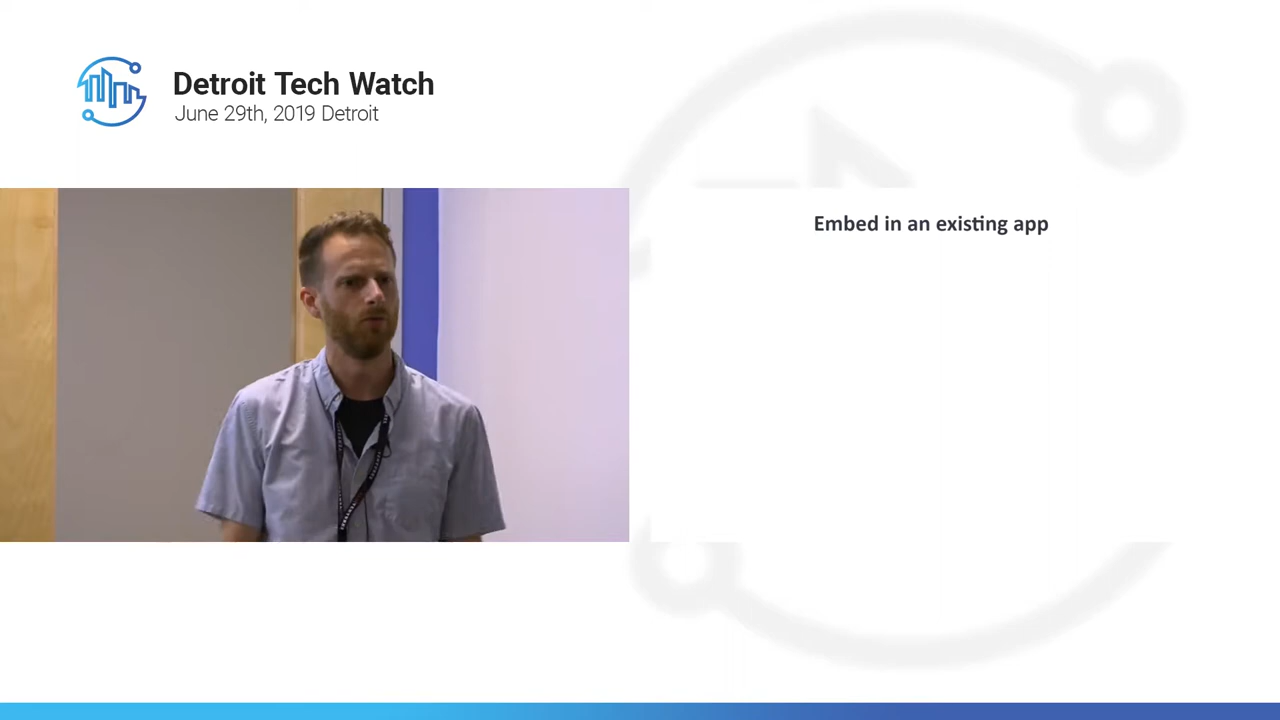 Detroit Tech Watch
June 29th, 2019 Detroit
Embed in an existing app